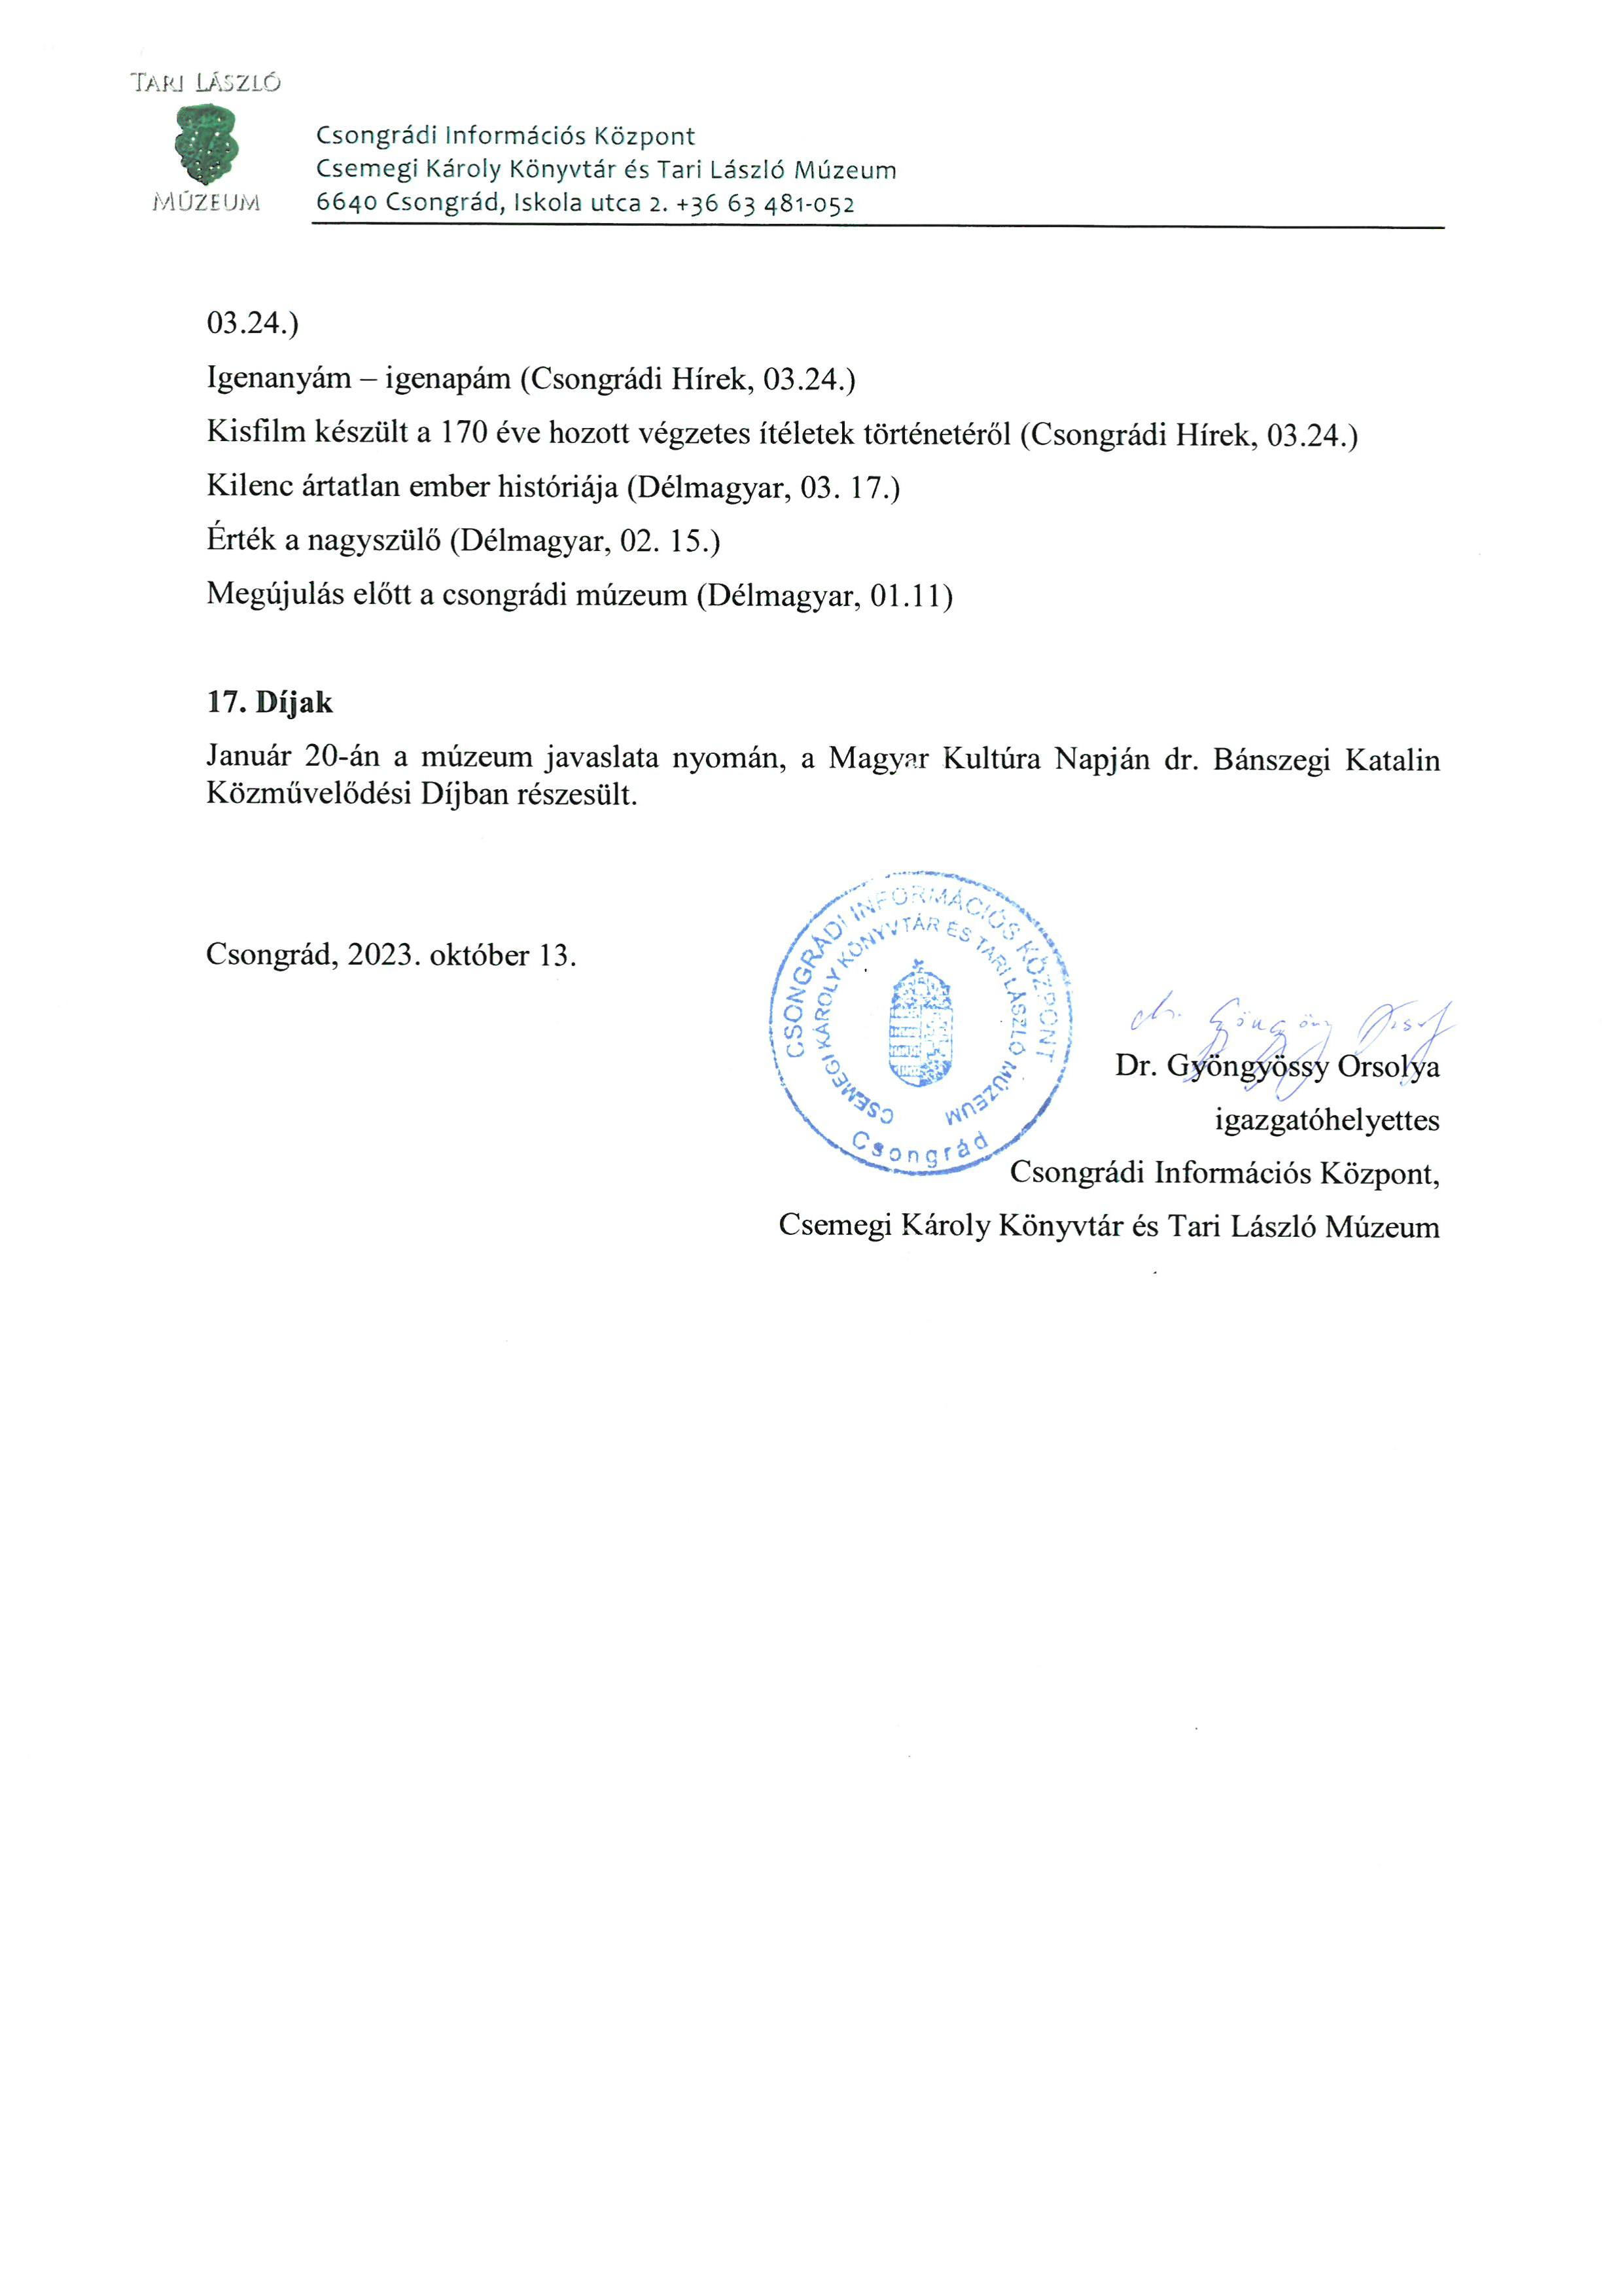 TARI LÁSZLÓ
MÚZEUM
Csongrádi Információs Központ
Csemegi Károly Könyvtár és Tari László Múzeum
6640 Csongrád, Iskola utca 2. +36 63 481-052
03.24.)
Igenanyám – igenapám (Csongrádi Hírek, 03.24.)
Kisfilm készült a 170 éve hozott végzetes ítéletek történetéről (Csongrádi Hírek, 03.24.)
Kilenc ártatlan ember históriája (Délmagyar, 03. 17.)
Érték a nagyszülő (Délmagyar, 02. 15.)
Megújulás előtt a csongrádi múzeum (Délmagyar, 01.11)
17. Díjak
Január 20-án a múzeum javaslata nyomán, a Magyar Kultúra Napján dr. Bánszegi Katalin
Közművelődési Díjban részesült.
Csongrád, 2023. október 13.
CSONGRÁDI INFORMÁCIÓS KÖZPONT
CSEMEGI KÁROLY KÖNYVTÁR ÉS TARI LÁSZLÓ MÚZEUM
Csongrád
dr.
Dr. Gyöngyössy Orsolya
igazgatóhelyettes
Csongrádi Információs Központ,
Csemegi Károly Könyvtár és Tari László Múzeum